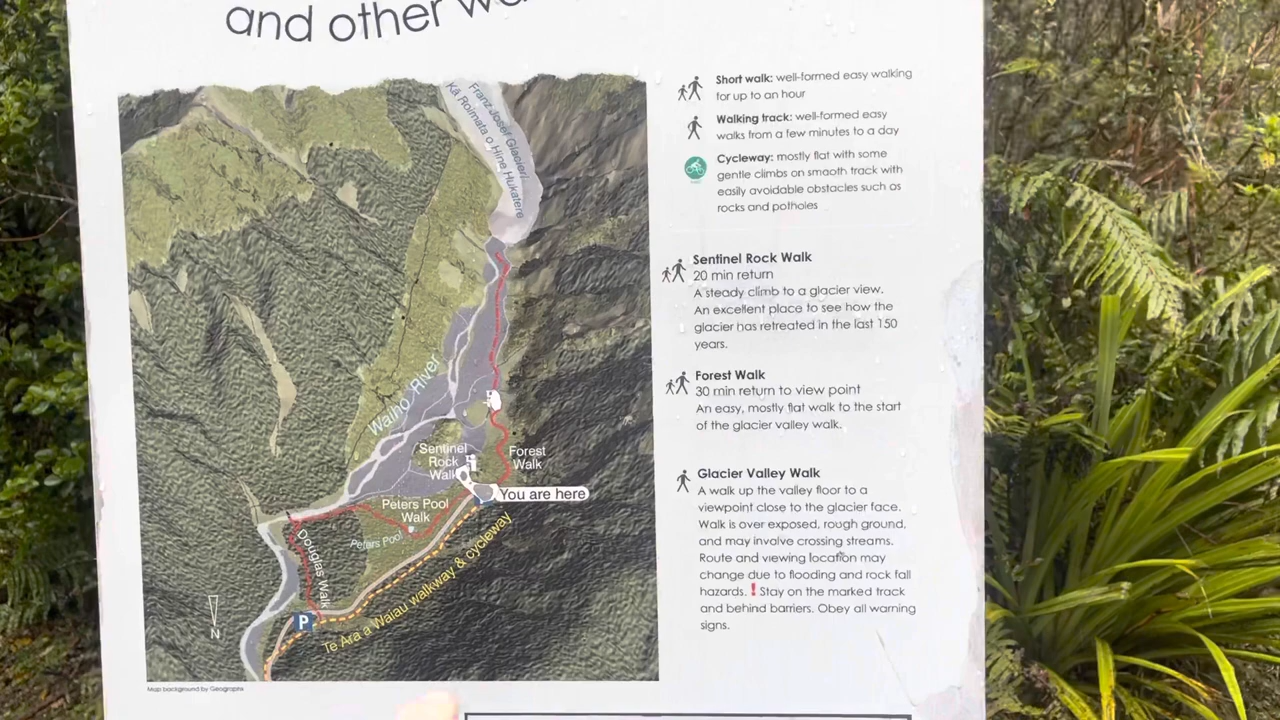 and other
Short walk: well-formed easy walking
for up to an hour
Walking track: well-formed easy
walks from a few minutes to a day
Cycleway: mostly flat with some
gentle climbs on smooth track with
easily avoidable obstacles such as
rocks and potholes
Sentinel Rock Walk
20 min return
A steady climb to a glacier view.
An excellent place to see how the
glacier has retreated in the last 150
years.
Forest Walk
30 min return to view point
An easy, mostly flat walk to the start
of the glacier valley walk.
Glacier Valley Walk
A walk up the valley floor to a
viewpoint close to the glacier face.
Walk is over exposed, rough ground,
and may involve crossing streams.
Route and viewing location may
change due to flooding and rock fall
hazards. ! Stay on the marked track
and behind barriers. Obey all warning
signs.
Franz Josef Glacier/
Kā Roimata o Hine Hukatere
Waiho River
Sentinel
Rock
Walk
Forest
Walk
You are here
Peters Pool
Walk
Peters Pool
Douglas Walk
Te Ara a Waiau walkway & cycleway
P
N
Map background by Geographx